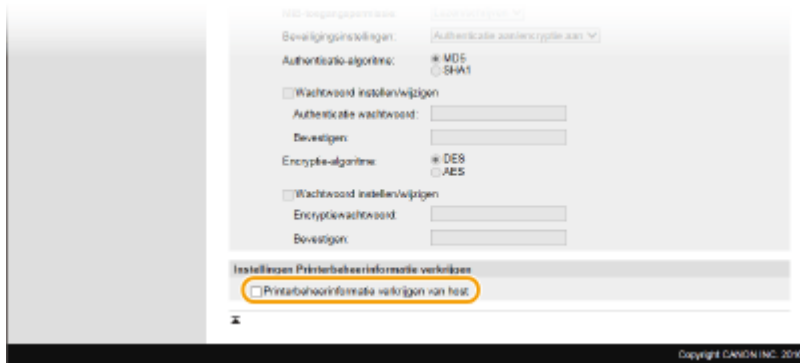 Beveiligingsinstellingen: Authenticatie aan/encryptie aan
Authenticatie-algoritme: MD5
SHA1
Wachtwoord instellen/wijzigen
Authenticatie wachtwoord:
Bevestigen:
Encryptie-algoritme: DES
AES
Wachtwoord instellen/wijzigen
Encryptiewachtwoord:
Bevestigen:
Instellingen Printerbeheerinformatie verkrijgen
Printerbeheerinformatie verkrijgen van host
Copyright CANON INC.